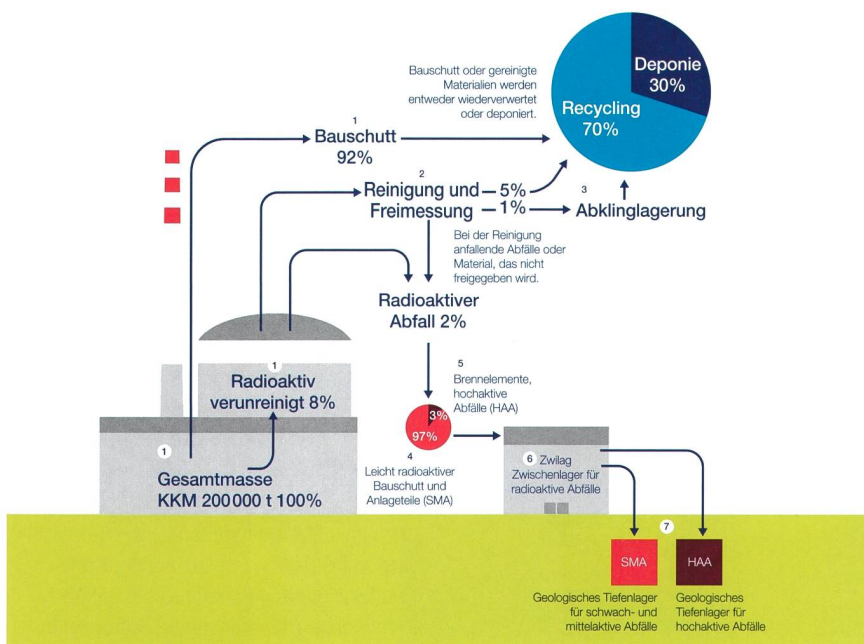 Deponie
30%
Recycling
70%
Bauschutt oder gereinigte
Materialien werden
entweder wiederverwertet
oder deponiert.
1
Bauschutt
92%
2
Reinigung und
Freimessung
5%
1%
3
Abklinglagerung
Bei der Reinigung
anfallende Abfälle oder
Material, das nicht
freigegeben wird.
Radioaktiver
Abfall 2%
1
Radioaktiv
verunreinigt 8%
1
Gesamtmasse
KKM 200 000 t 100%
5
Brennelemente,
hochaktive
Abfälle (HAA)
3%
97%
4
Leicht radioaktiver
Bauschutt und
Anlageteile (SMA)
6 Zwilag
Zwischenlager für
radioaktive Abfälle
7
SMA
HAA
Geologisches Tiefenlager
für schwach- und
mittelaktive Abfälle
Geologisches
Tiefenlager für
hochaktive Abfälle